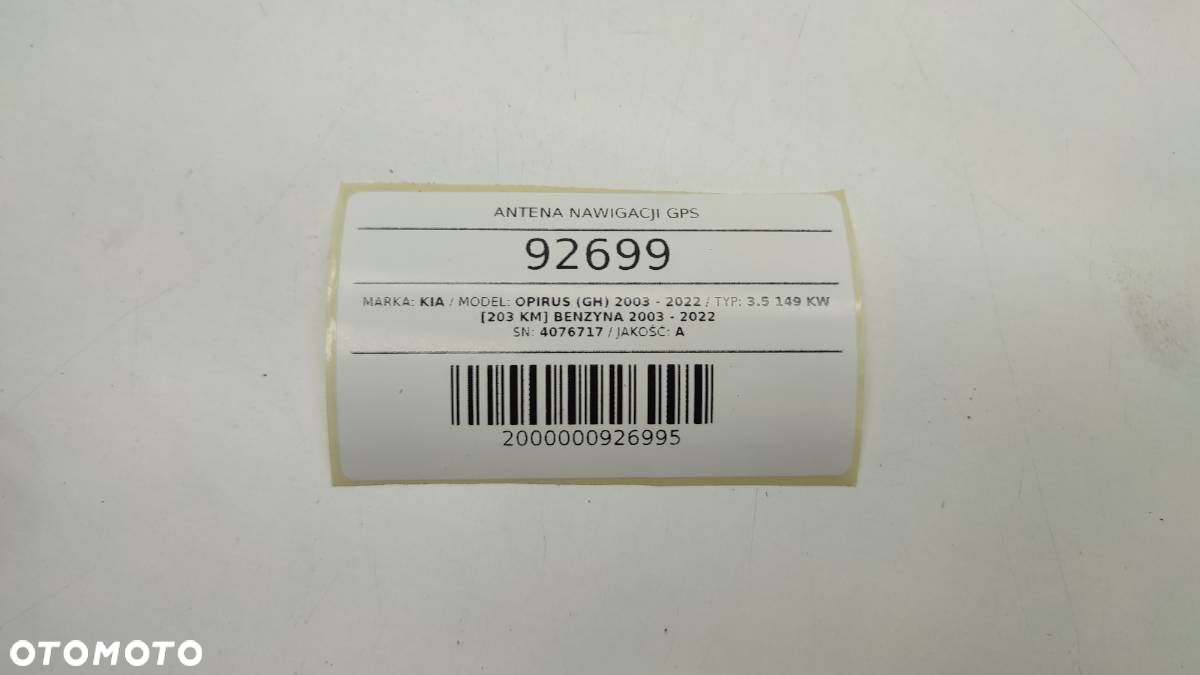 ANTENA NAWIGACJI GPS
92699
MARKA: KIA / MODEL: OPIRUS (GH) 2003 - 2022 / TYP: 3.5 149 KW
[203 KM] BENZYNA 2003 - 2022
SN: 4076717 / JAKOŚĆ: A
2000000926995
OTOMOTO